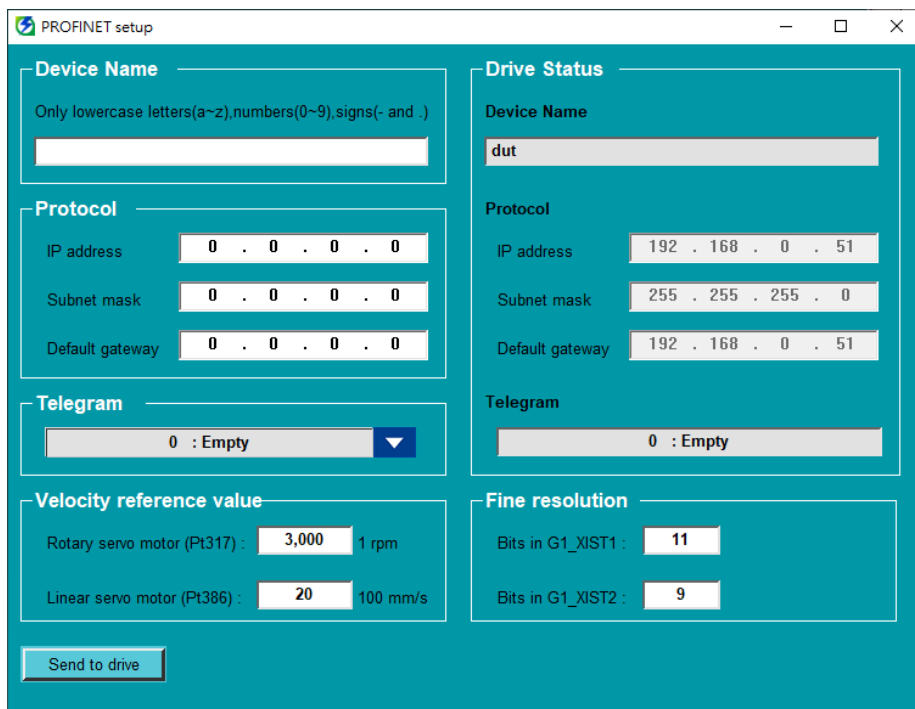 PROFINET setup
Device Name
Only lowercase letters(a~z),numbers(0~9),signs(- and .)
Protocol
IP address 0 . 0 . 0 . 0
Subnet mask 0 . 0 . 0 . 0
Default gateway 0 . 0 . 0 . 0
Telegram
0 : Empty
Velocity reference value
Rotary servo motor (Pt317) : 3,000 1 rpm
Linear servo motor (Pt386) : 20 100 mm/s
Send to drive
Drive Status
Device Name
dut
Protocol
IP address 192 . 168 . 0 . 51
Subnet mask 255 . 255 . 255 . 0
Default gateway 192 . 168 . 0 . 51
Telegram
0 : Empty
Fine resolution
Bits in G1_XIST1 : 11
Bits in G1_XIST2 : 9